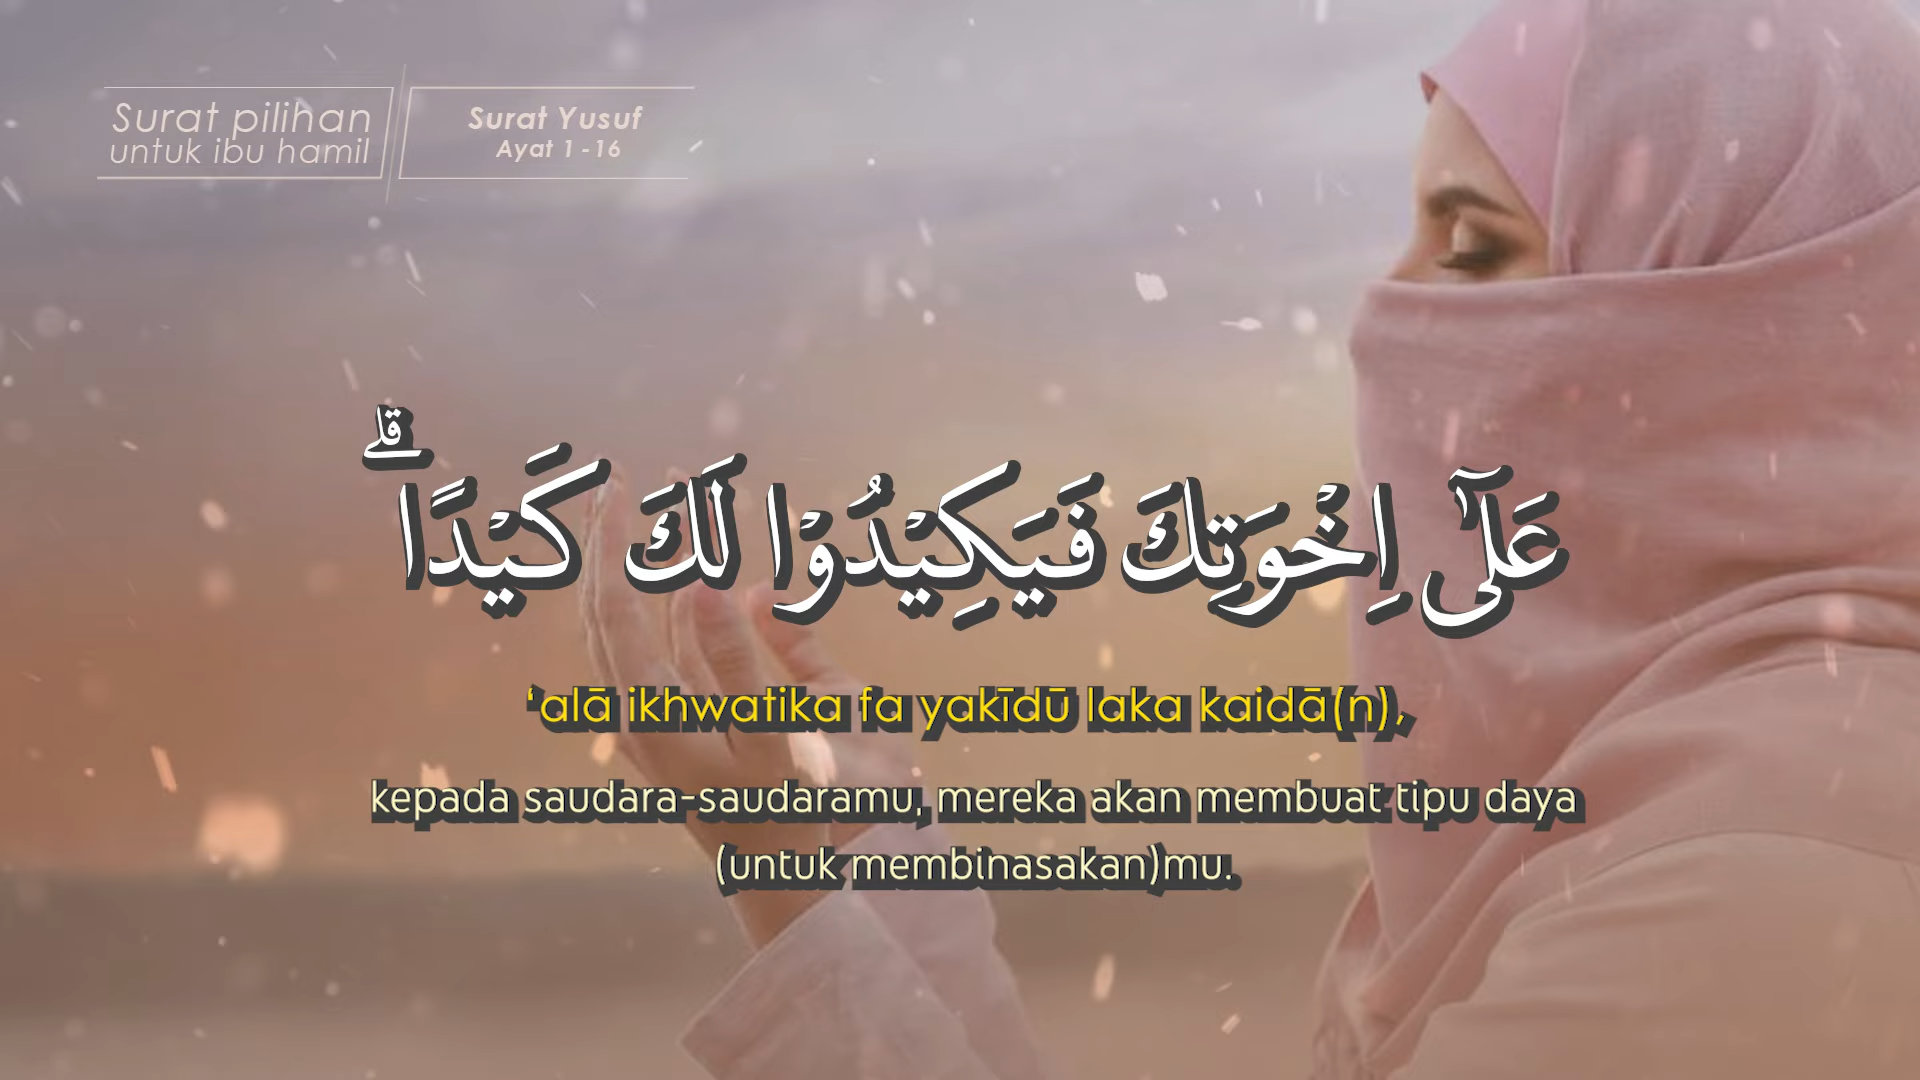 Surat pilihan
untuk ibu hamil
Surat Yusuf
Ayat 1 - 16
عَلٰٓى اِخْوَتِكَ فَيَكِيْدُوْا لَكَ كَيْدًا ۗ
‘alā ikhwatika fa yakīdū laka kaidā(n),
kepada saudara-saudaramu, mereka akan membuat tipu daya
(untuk membinasakan)mu.